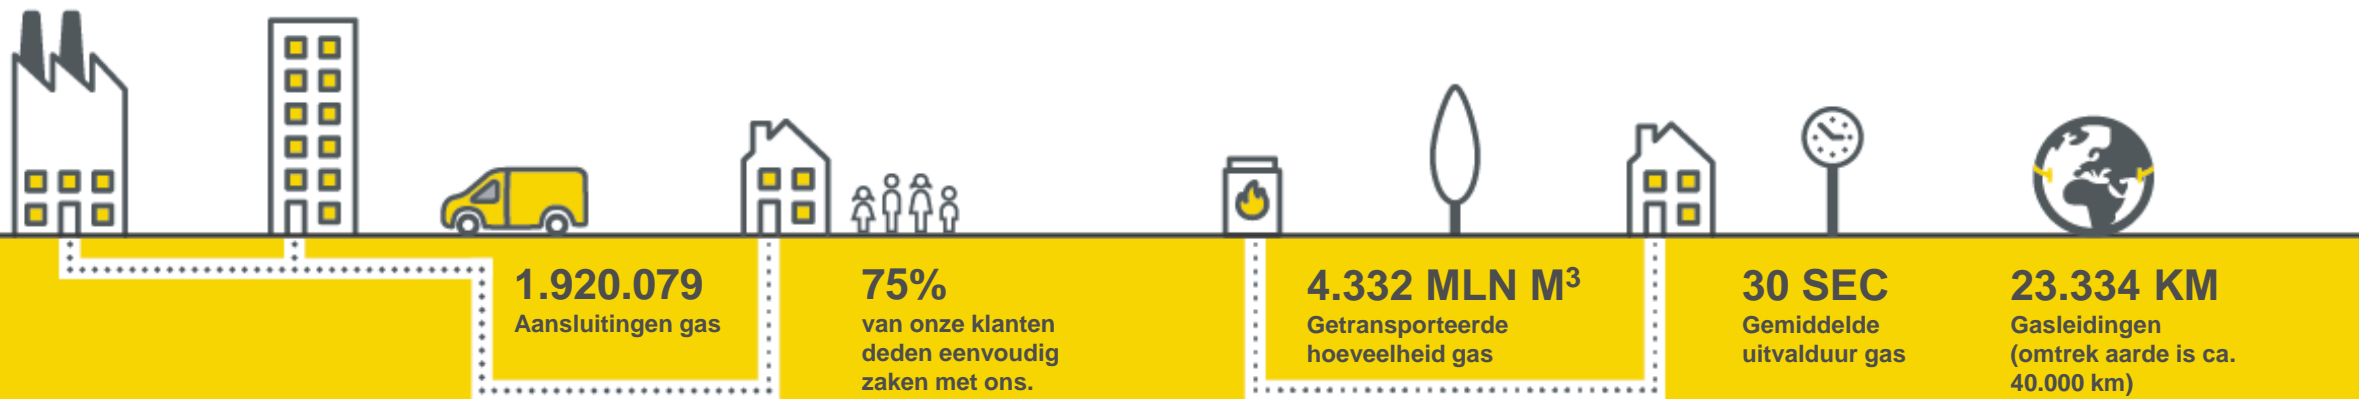 1.920.079
Aansluitingen gas
75%
van onze klanten
deden eenvoudig
zaken met ons.
4.332 MLN M³
Getransporteerde
hoeveelheid gas
30 SEC
Gemiddelde
uitvalduur gas
23.334 KM
Gasleidingen
(omtrek aarde is ca.
40.000 km)